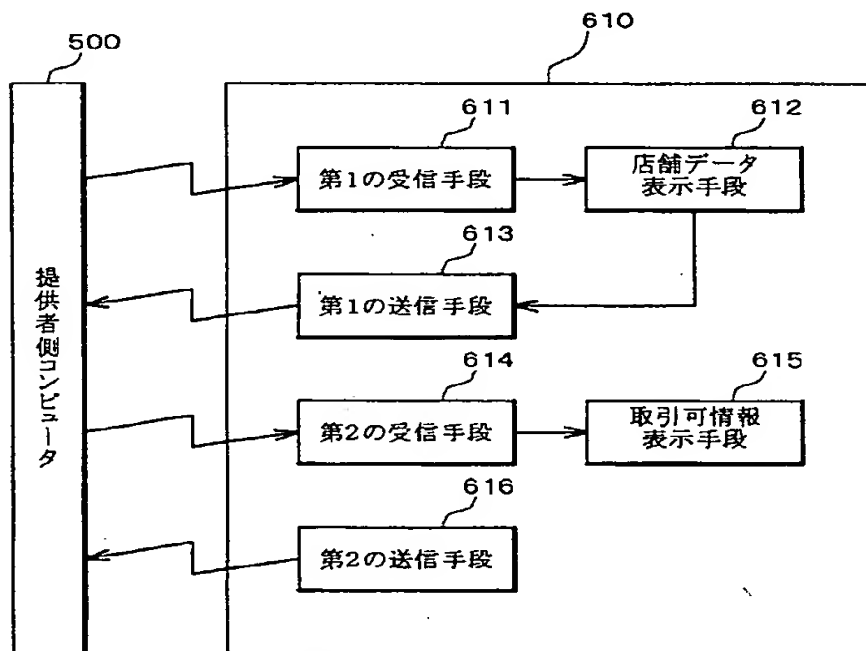 500
610
611
612
第1の受信手段
店舗データ
表示手段
613
第1の送信手段
提供者側コンピュータ
614
615
第2の受信手段
取引可情報
表示手段
616
第2の送信手段